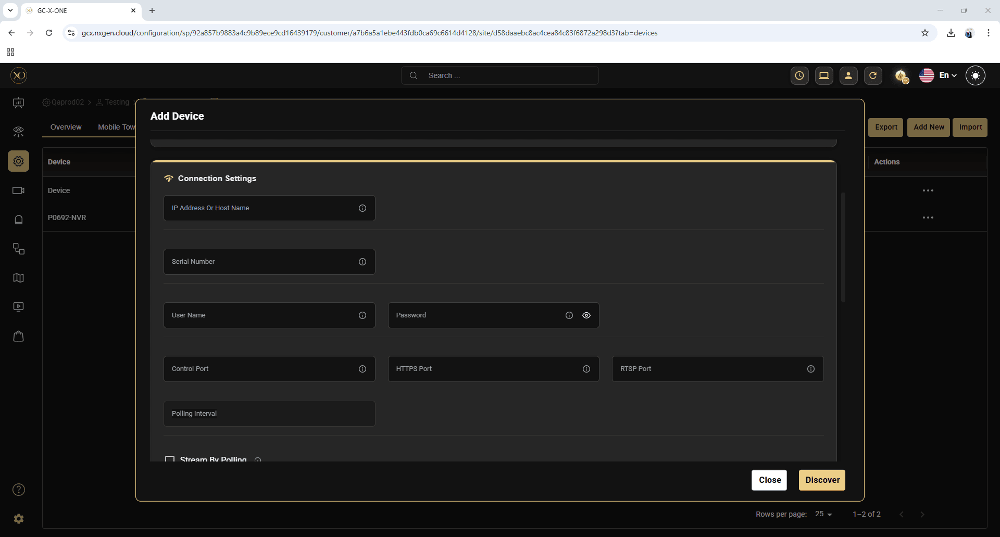 GC-X-ONE
gcx.nxgen.cloud/configuration/sp/92a857b9883a4c9b89ece9cd16439179/customer/a7b6a5a1ebe443fdb0ca69c6614d4128/site/d58daaebc8ac4cea84c83f6872a298d3?tab=devices
XO
Search ...
En
Qaprod02 > Testing >
Add Device
Overview
Mobile Tow
Export
Add New
Import
Device
Actions
Connection Settings
Device
IP Address Or Host Name
P0692-NVR
Serial Number
User Name
Password
Control Port
HTTPS Port
RTSP Port
Polling Interval
Stream By Polling
Close
Discover
Rows per page: 25
1–2 of 2